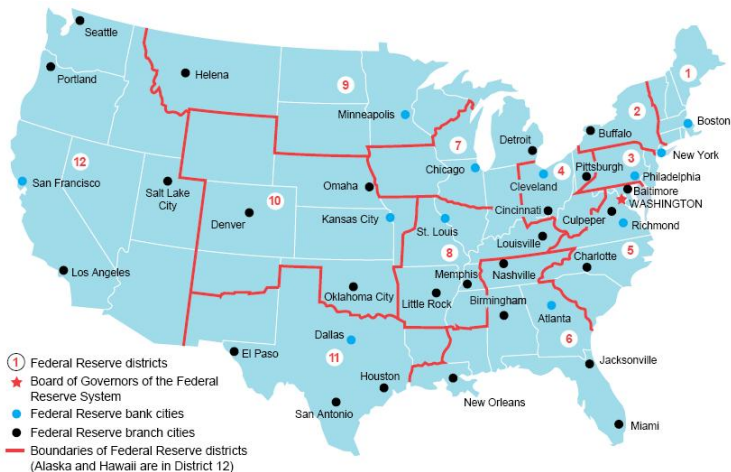 Seattle
Portland
Helena
9
Minneapolis
1
2
Boston
Buffalo
7
Detroit
4
3
New York
Chicago
Cleveland
Pittsburgh
Philadelphia
Baltimore
WASHINGTON
12
San Francisco
Salt Lake
City
Omaha
10
Denver
Kansas City
St. Louis
Cincinnati
Culpeper
Richmond
Louisville
8
5
Charlotte
Memphis
Nashville
Oklahoma City
Little Rock
Birmingham
Atlanta
Los Angeles
Dallas
6
El Paso
11
Houston
Jacksonville
San Antonio
New Orleans
Miami
1 Federal Reserve districts
Board of Governors of the Federal
Reserve System
Federal Reserve bank cities
Federal Reserve branch cities
Boundaries of Federal Reserve districts
(Alaska and Hawaii are in District 12)